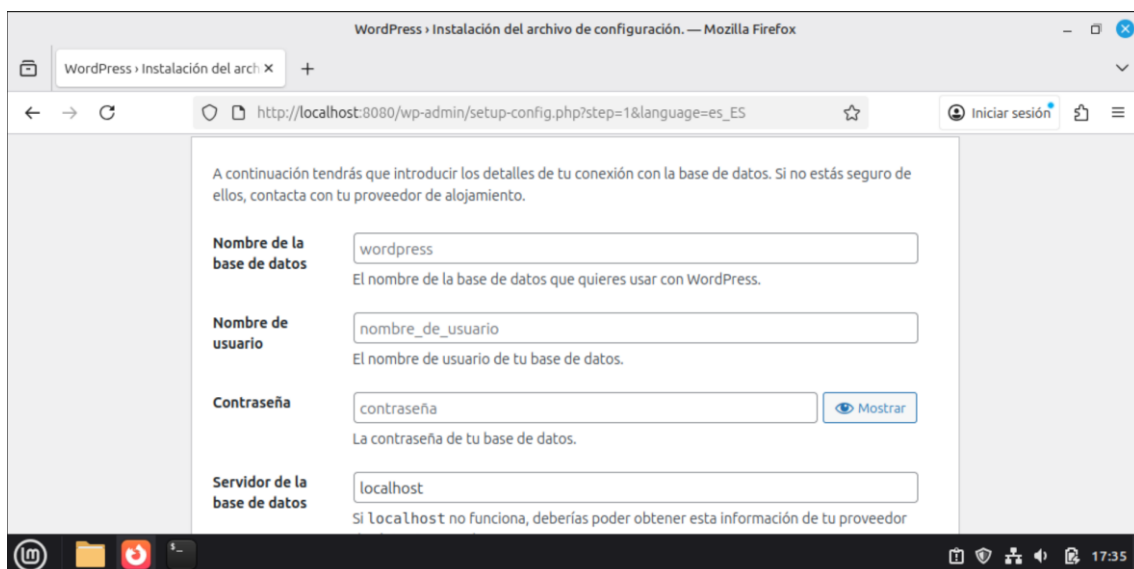 WordPress › Instalación del archivo de configuración. — Mozilla Firefox
WordPress › Instalación del arch
http://localhost:8080/wp-admin/setup-config.php?step=1&language=es_ES
Iniciar sesión
A continuación tendrás que introducir los detalles de tu conexión con la base de datos. Si no estás seguro de
ellos, contacta con tu proveedor de alojamiento.
Nombre de la
base de datos
wordpress
El nombre de la base de datos que quieres usar con WordPress.
Nombre de
usuario
nombre_de_usuario
El nombre de usuario de tu base de datos.
Contraseña
contraseña
Mostrar
La contraseña de tu base de datos.
Servidor de la
base de datos
localhost
Si localhost no funciona, deberías poder obtener esta información de tu proveedor
17:35